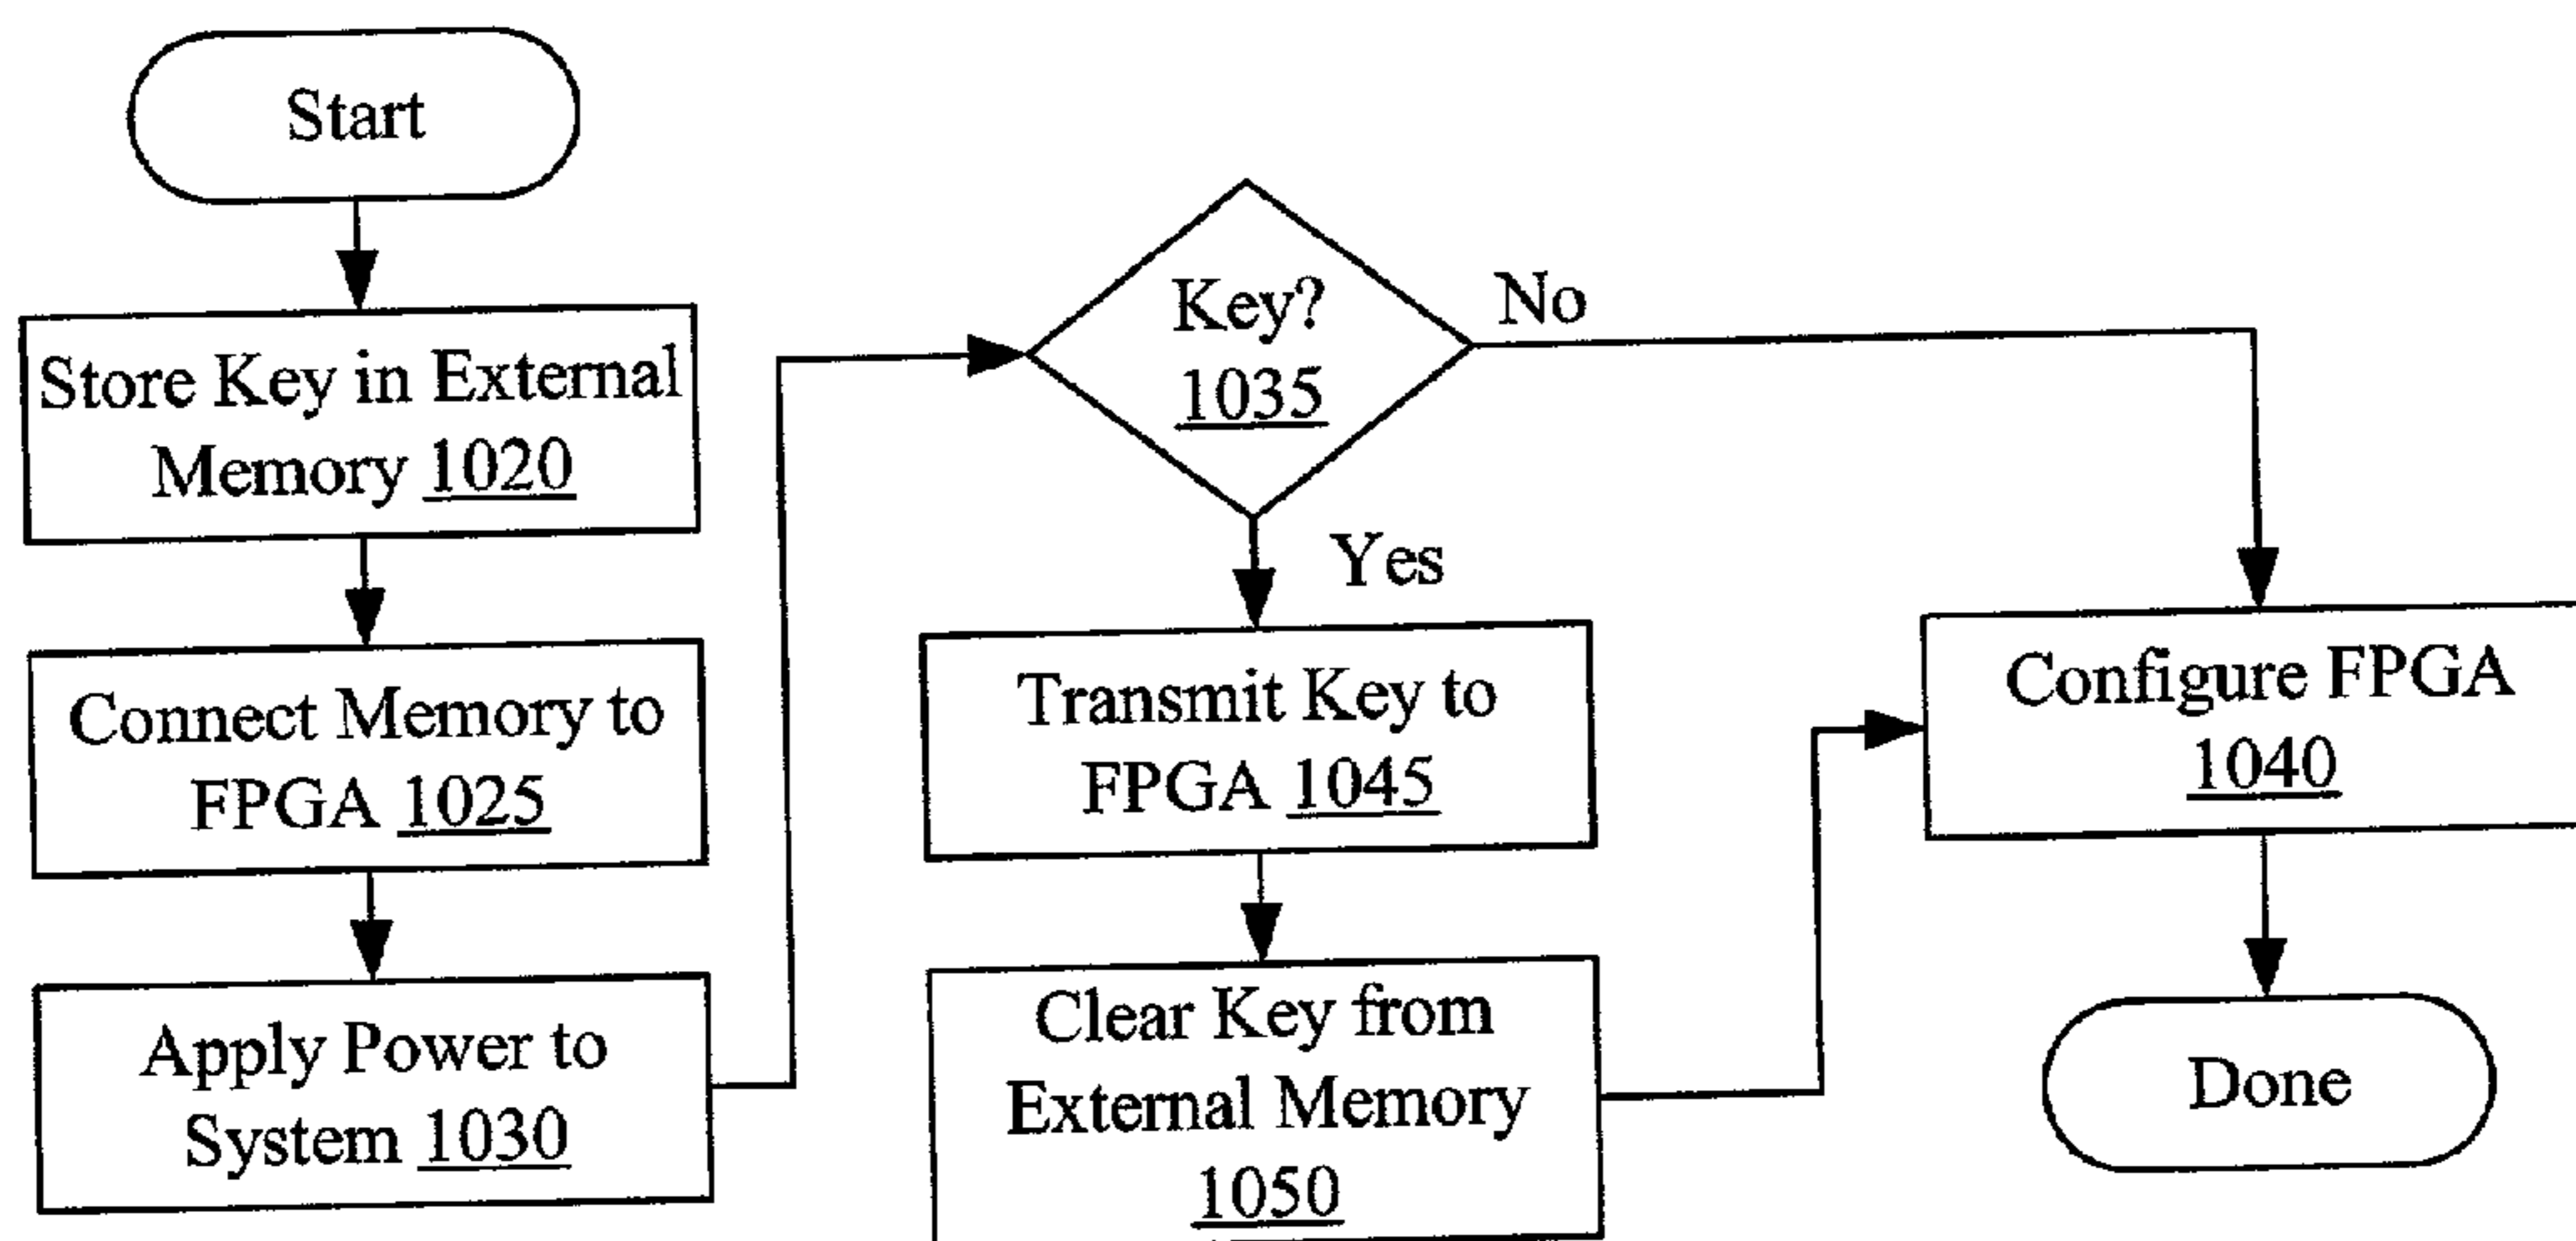 Start
Store Key in External
Memory 1020
Connect Memory to
FPGA 1025
Apply Power to
System 1030
Key?
1035
No
Yes
Transmit Key to
FPGA 1045
Clear Key from
External Memory
1050
Configure FPGA
1040
Done